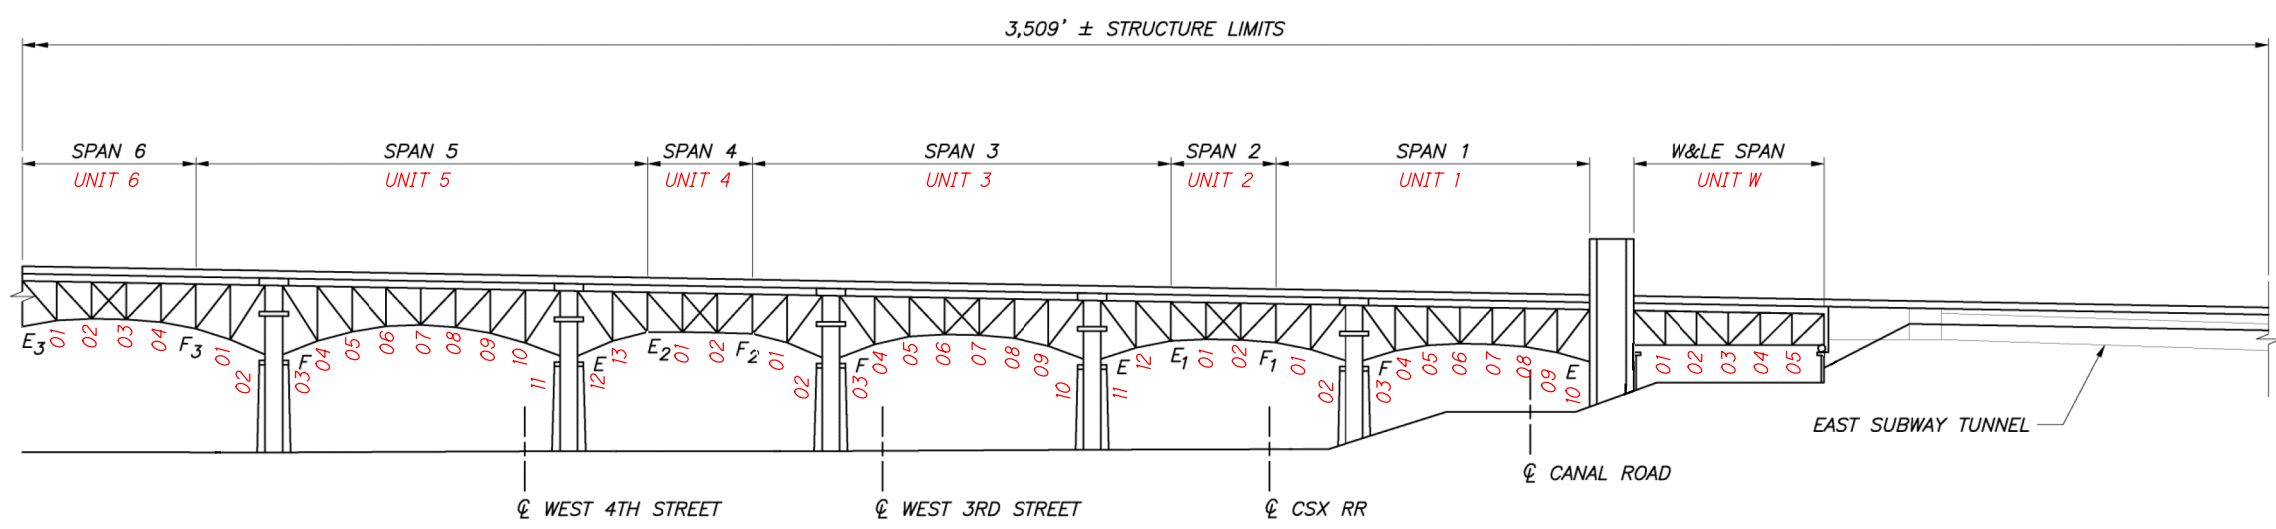 3,509' ± STRUCTURE LIMITS
SPAN 6 SPAN 5 SPAN 4 SPAN 3 SPAN 2 SPAN 1 W&LE SPAN
UNIT 6 UNIT 5 UNIT 4 UNIT 3 UNIT 2 UNIT 1 UNIT W
E3 01 02 03 04 F3 01 02 03 F 04 05 06 07 08 09 10 11 12 E 13 E2 01 02 F2 01 02 03 F 04 05 06 07 08 09 10 11 E 12 E1 01 02 F1 01 02 03 F 04 05 06 07 08 09 E 10 01 02 03 04 05
EAST SUBWAY TUNNEL
℄ CANAL ROAD
℄ WEST 4TH STREET ℄ WEST 3RD STREET ℄ CSX RR